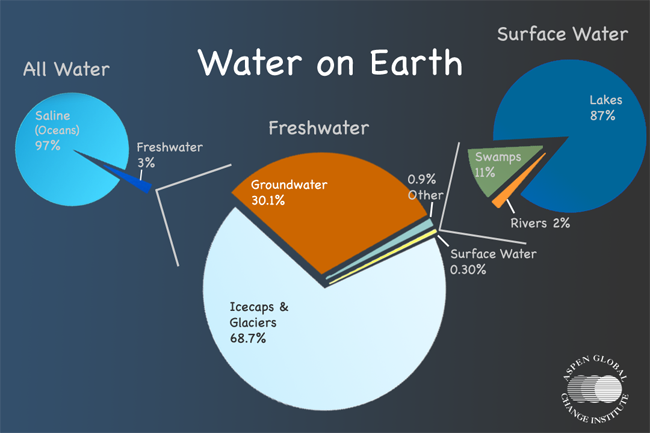 Water on Earth
All Water
Saline
(Oceans)
97%
Freshwater
3%
Freshwater
Groundwater
30.1%
0.9%
Other
Surface Water
0.30%
Icecaps &
Glaciers
68.7%
Surface Water
Lakes
87%
Swamps
11%
Rivers 2%
ASPEN GLOBAL
CHANGE INSTITUTE